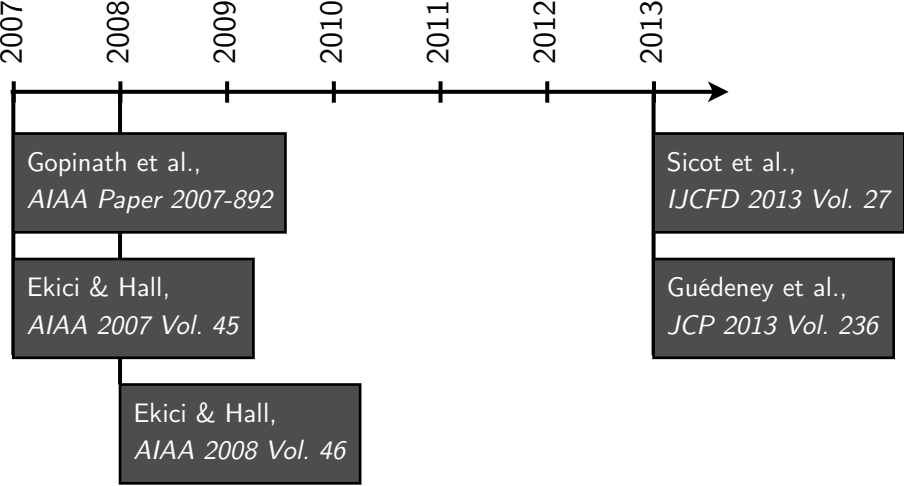 2007
2008
2009
2010
2011
2012
2013
Gopinath et al.,
AIAA Paper 2007-892
Sicot et al.,
IJCFD 2013 Vol. 27
Ekici & Hall,
AIAA 2007 Vol. 45
Guédeney et al.,
JCP 2013 Vol. 236
Ekici & Hall,
AIAA 2008 Vol. 46